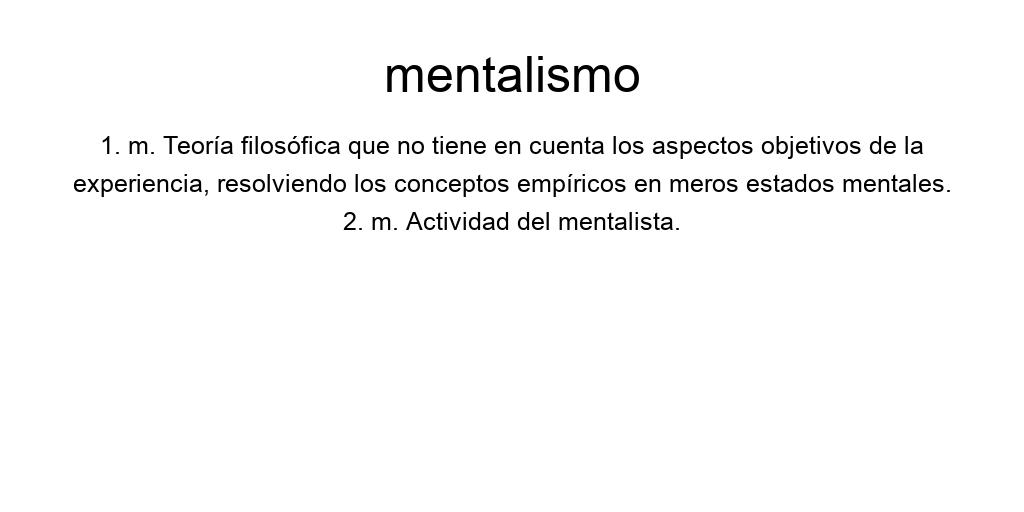 mentalismo
1. m. Teoría filosófica que no tiene en cuenta los aspectos objetivos de la
experiencia, resolviendo los conceptos empíricos en meros estados mentales.
2. m. Actividad del mentalista.